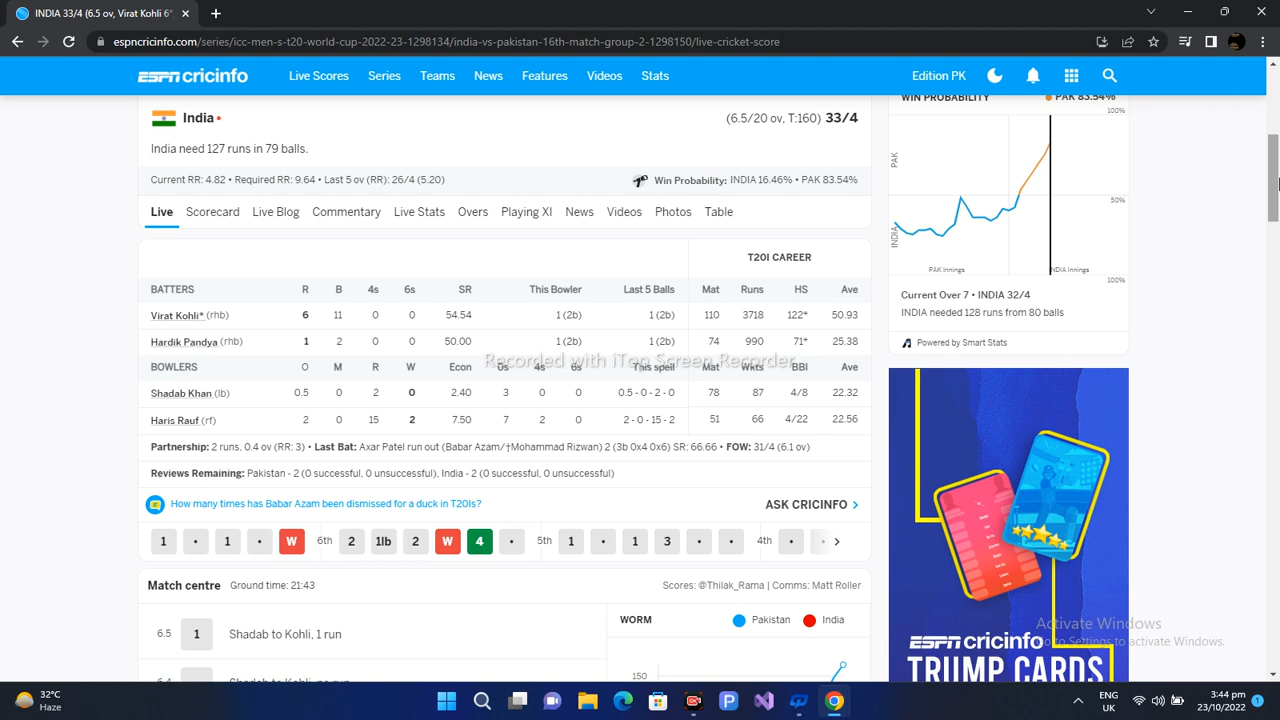 INDIA 33/4 (6.5 ov, Virat Kohli 6*
espncricinfo.com/series/icc-men-s-t20-world-cup-2022-23-1298134/india-vs-pakistan-16th-match-group-2-1298150/live-cricket-score
ESPN cricinfo Live Scores Series Teams News Features Videos Stats Edition PK
India (6.5/20 ov, T:160) 33/4
India need 127 runs in 79 balls.
Current RR: 4.82 • Required RR: 9.64 • Last 5 ov (RR): 26/4 (5.20) Win Probability: INDIA 16.46% • PAK 83.54%
Live Scorecard Live Blog Commentary Live Stats Overs Playing XI News Videos Photos Table
T20I CAREER
BATTERS R B 4s 6s SR This Bowler Last 5 Balls Mat Runs HS Ave
Virat Kohli* (rhb) 6 11 0 0 54.54 1 (2b) 1 (2b) 110 3718 122* 50.93
Hardik Pandya (rhb) 1 2 0 0 50.00 1 (2b) 1 (2b) 74 990 71* 25.38
Recorded with iTop Screen Recorder
BOWLERS O M R W Econ 0s 4s 6s This spell Mat Wkts BBI Ave
Shadab Khan (lb) 0.5 0 2 0 2.40 3 0 0 0.5 - 0 - 2 - 0 78 87 4/8 22.32
Haris Rauf (rf) 2 0 15 2 7.50 7 2 0 2 - 0 - 15 - 2 51 66 4/22 22.56
Partnership: 2 runs, 0.4 ov (RR: 3) • Last Bat: Axar Patel run out (Babar Azam/†Mohammad Rizwan) 2 (3b 0x4 0x6) SR: 66.66 • FOW: 31/4 (6.1 ov)
Reviews Remaining: Pakistan - 2 (0 successful, 0 unsuccessful), India - 2 (0 successful, 0 unsuccessful)
How many times has Babar Azam been dismissed for a duck in T20Is? ASK CRICINFO
1 • 1 • W 6th 2 1lb 2 W 4 • 5th 1 • 1 3 • • 4th • •
Match centre Ground time: 21:43 Scores: @Thilak_Rama | Comms: Matt Roller
6.5 1 Shadab to Kohli, 1 run
WORM Pakistan India
150
WIN PROBABILITY PAK 83.54%
100%
PAK
50%
INDIA
PAK Innings INDIA Innings
100%
Current Over 7 • INDIA 32/4
INDIA needed 128 runs from 80 balls
Powered by Smart Stats
ESPN cricinfo
TRUMP CARDS
Activate Windows
Go to Settings to activate Windows.
32°C
Haze
ENG
UK
3:44 pm
23/10/2022